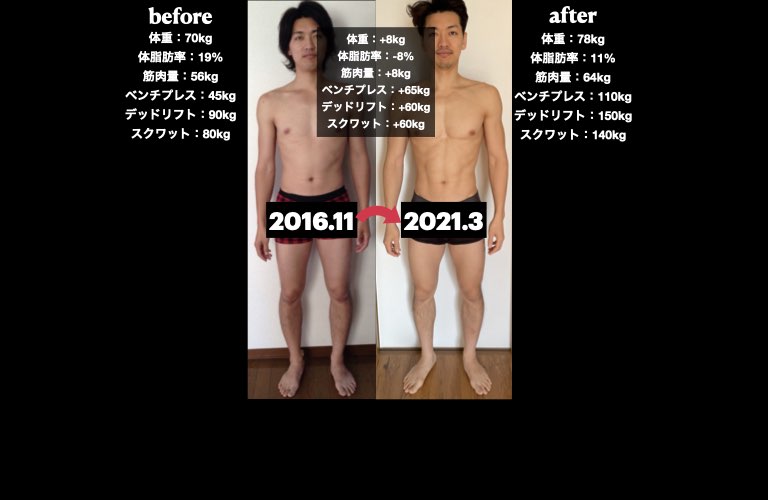 before
体重：70kg
体脂肪率：19%
筋肉量：56kg
ベンチプレス：45kg
デッドリフト：90kg
スクワット：80kg
体重：+8kg
体脂肪率：-8%
筋肉量：+8kg
ベンチプレス：+65kg
デッドリフト：+60kg
スクワット：+60kg
after
体重：78kg
体脂肪率：11%
筋肉量：64kg
ベンチプレス：110kg
デッドリフト：150kg
スクワット：140kg
2016.11
2021.3